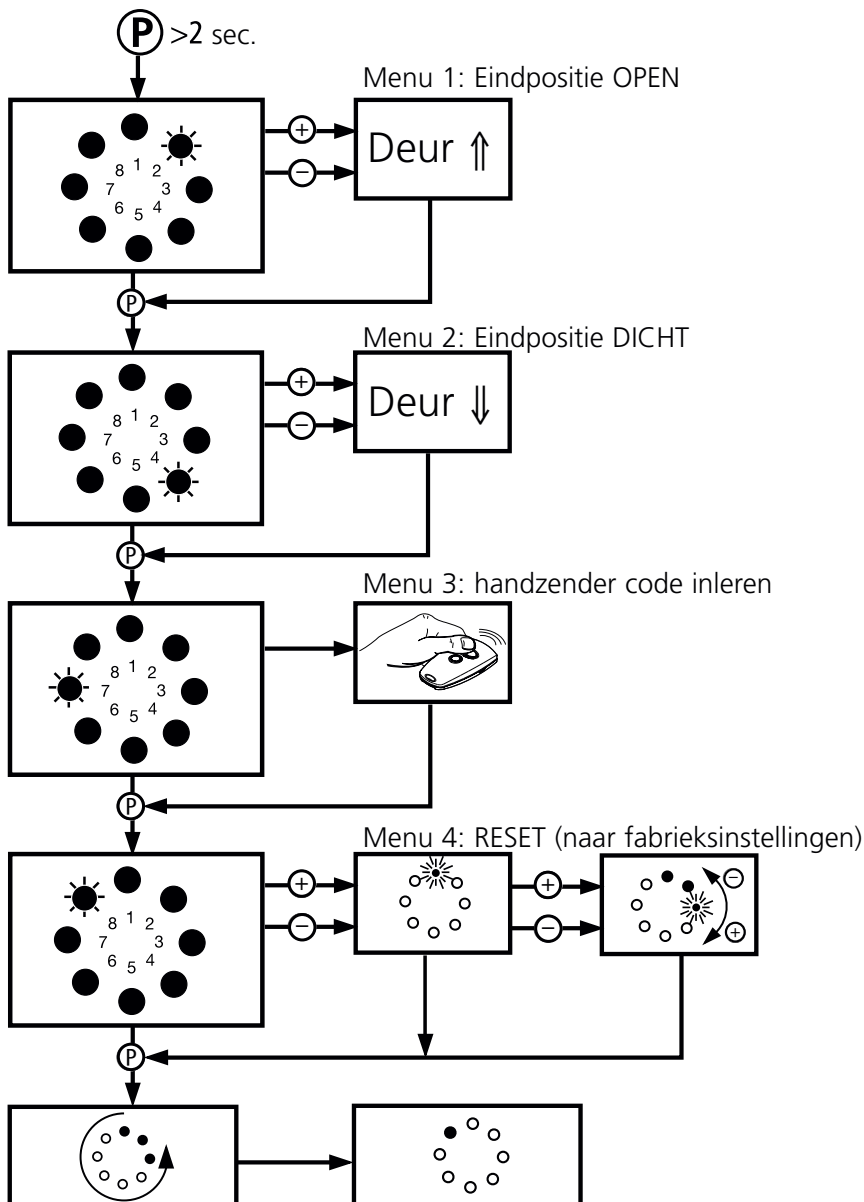 P >2 sec.
Menu 1: Eindpositie OPEN
1 2 3 4 5 6 7 8
+
−
Deur ⇑
P
Menu 2: Eindpositie DICHT
1 2 3 4 5 6 7 8
+
−
Deur ⇓
P
Menu 3: handzender code inleren
1 2 3 4 5 6 7 8
P
Menu 4: RESET (naar fabrieksinstellingen)
1 2 3 4 5 6 7 8
+ +
− −
−
+
P